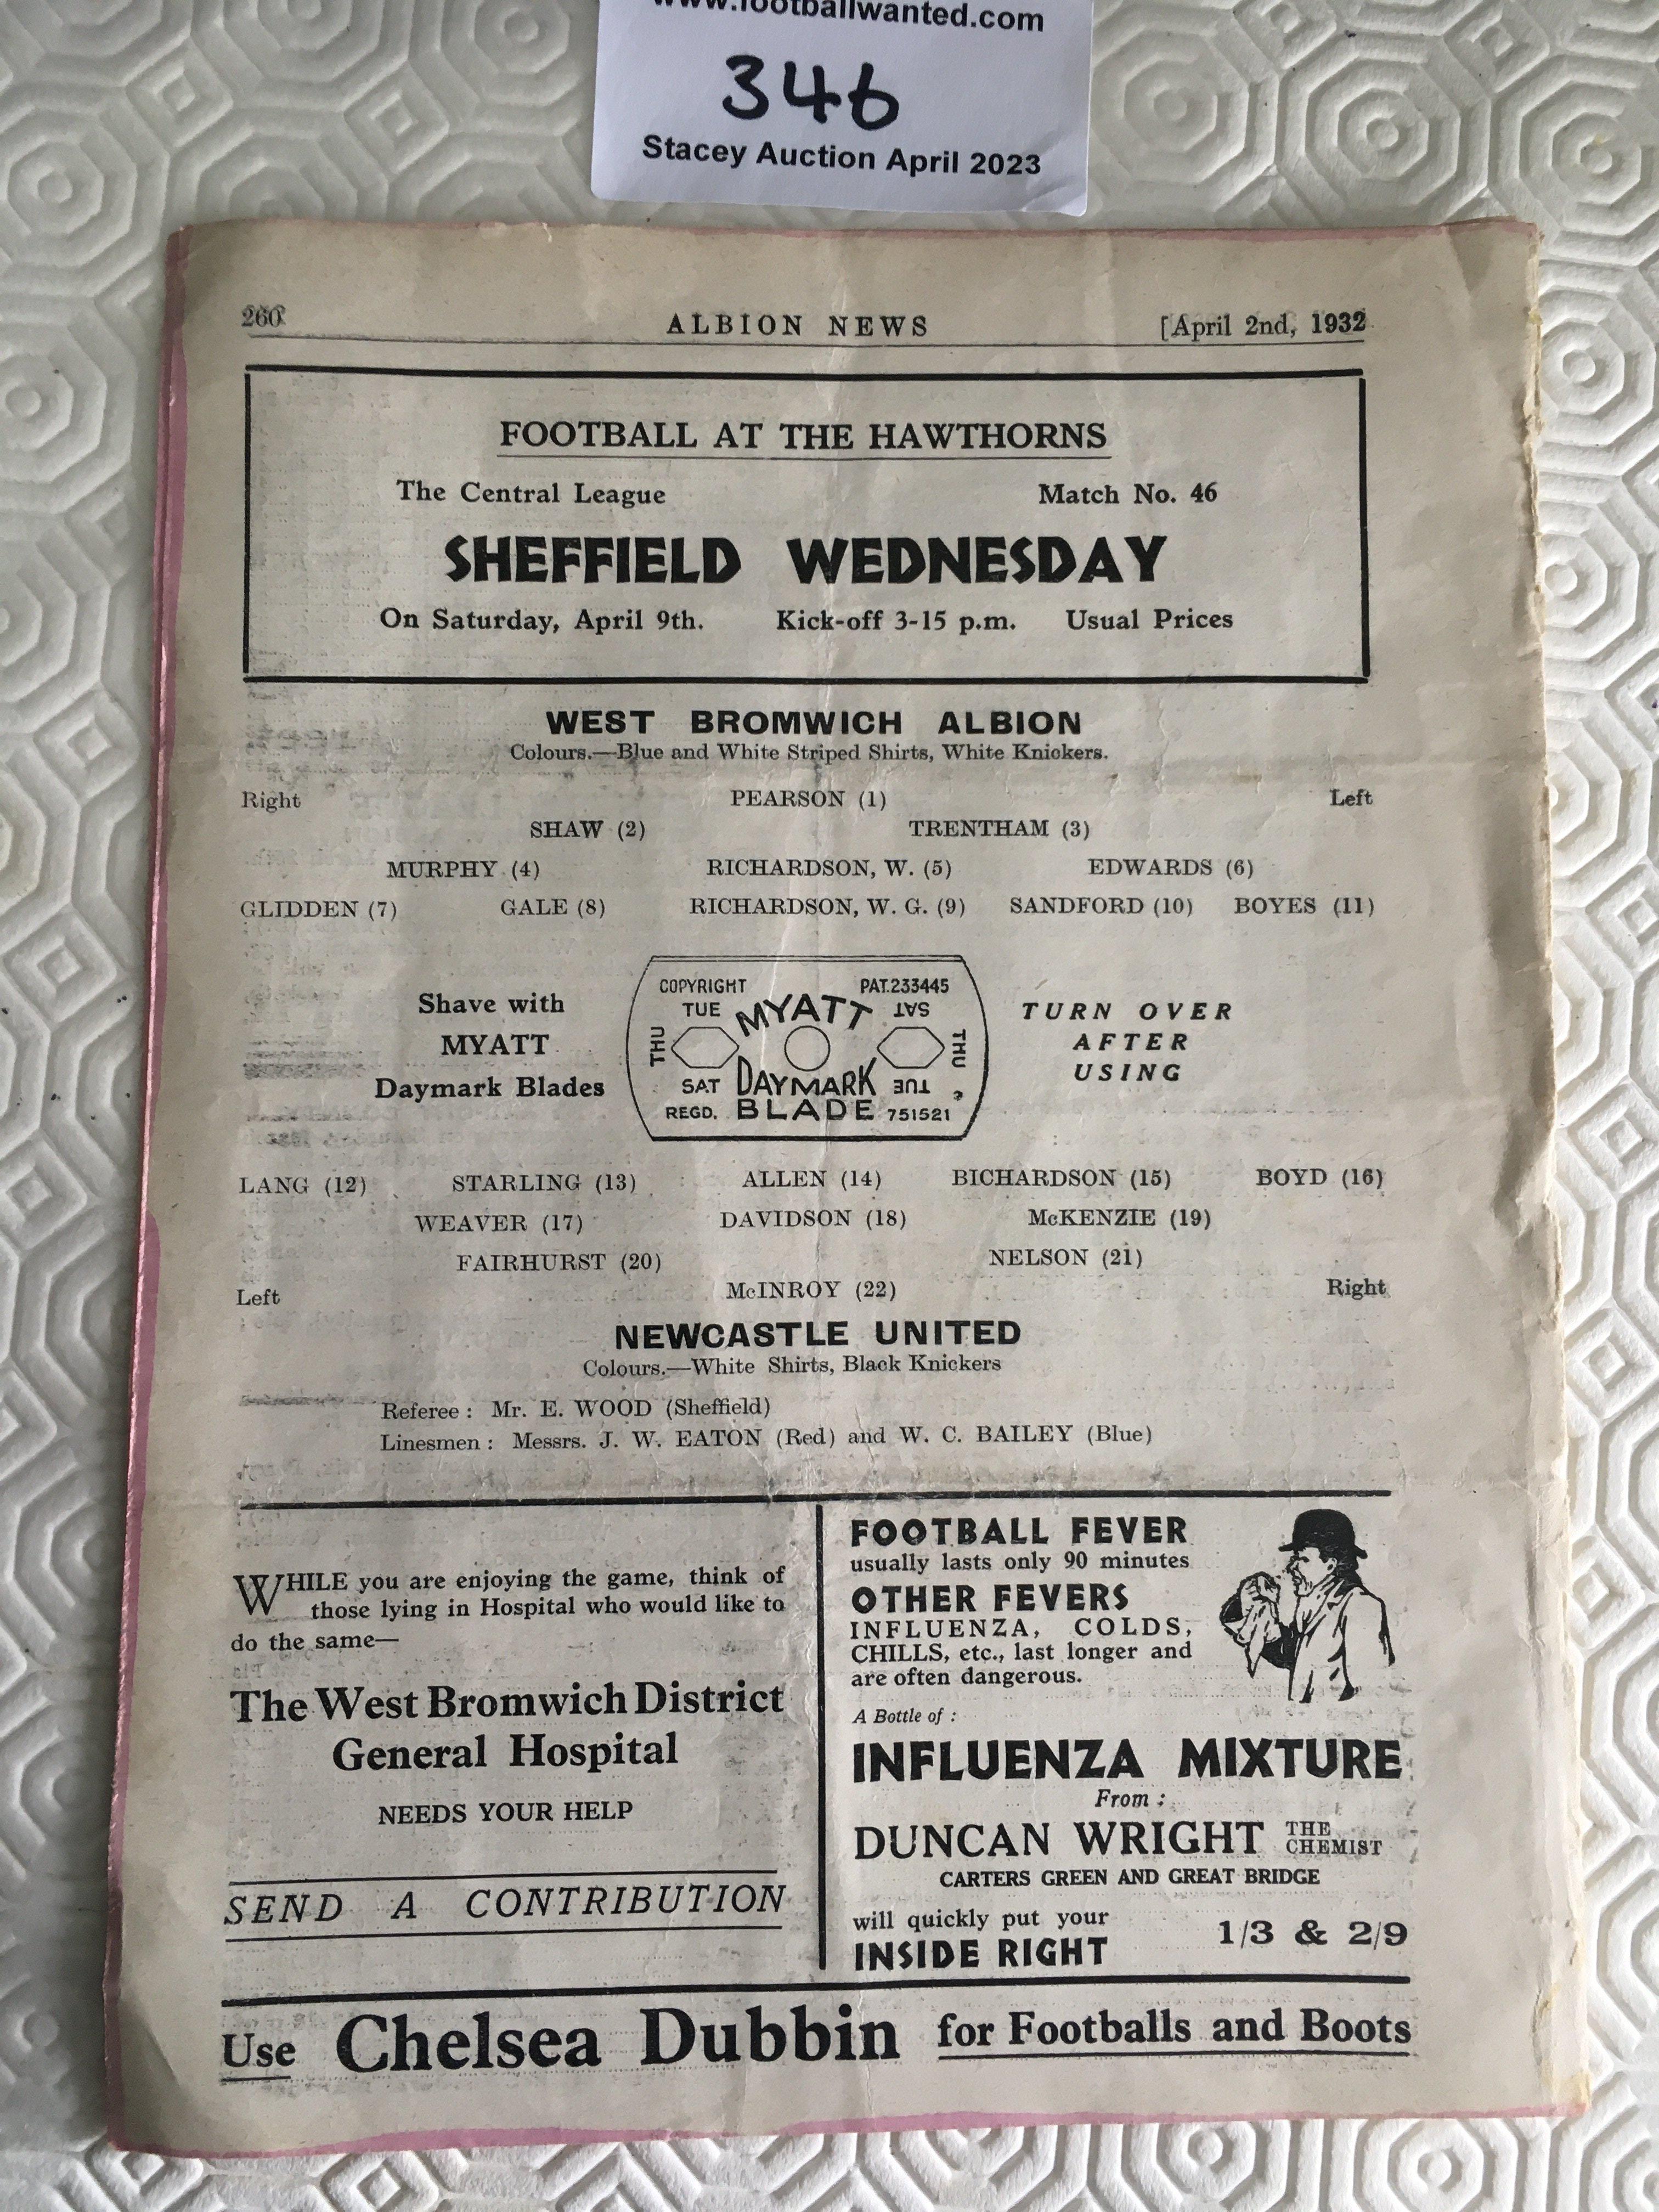 www.footballwanted.com
346
Stacey Auction April 2023
260 ALBION NEWS [April 2nd, 1932
FOOTBALL AT THE HAWTHORNS
The Central League Match No. 46
SHEFFIELD WEDNESDAY
On Saturday, April 9th. Kick-off 3-15 p.m. Usual Prices
WEST BROMWICH ALBION
Colours.—Blue and White Striped Shirts, White Knickers.
Right PEARSON (1) Left
SHAW (2) TRENTHAM (3)
MURPHY (4) RICHARDSON, W. (5) EDWARDS (6)
GLIDDEN (7) GALE (8) RICHARDSON, W. G. (9) SANDFORD (10) BOYES (11)
Shave with
MYATT
Daymark Blades
COPYRIGHT PAT.233445
TUE MYATT SAT
THU THU
SAT DAYMARK TUE
REGD. BLADE 751521
TURN OVER
AFTER
USING
LANG (12) STARLING (13) ALLEN (14) BICHARDSON (15) BOYD (16)
WEAVER (17) DAVIDSON (18) McKENZIE (19)
FAIRHURST (20) NELSON (21)
Left McINROY (22) Right
NEWCASTLE UNITED
Colours.—White Shirts, Black Knickers
Referee : Mr. E. WOOD (Sheffield)
Linesmen : Messrs. J. W. EATON (Red) and W. C. BAILEY (Blue)
WHILE you are enjoying the game, think of
those lying in Hospital who would like to
do the same—
The West Bromwich District
General Hospital
NEEDS YOUR HELP
SEND A CONTRIBUTION
FOOTBALL FEVER
usually lasts only 90 minutes
OTHER FEVERS
INFLUENZA, COLDS,
CHILLS, etc., last longer and
are often dangerous.
A Bottle of :
INFLUENZA MIXTURE
From :
DUNCAN WRIGHT THE CHEMIST
CARTERS GREEN AND GREAT BRIDGE
will quickly put your
INSIDE RIGHT 1/3 & 2/9
Use Chelsea Dubbin for Footballs and Boots